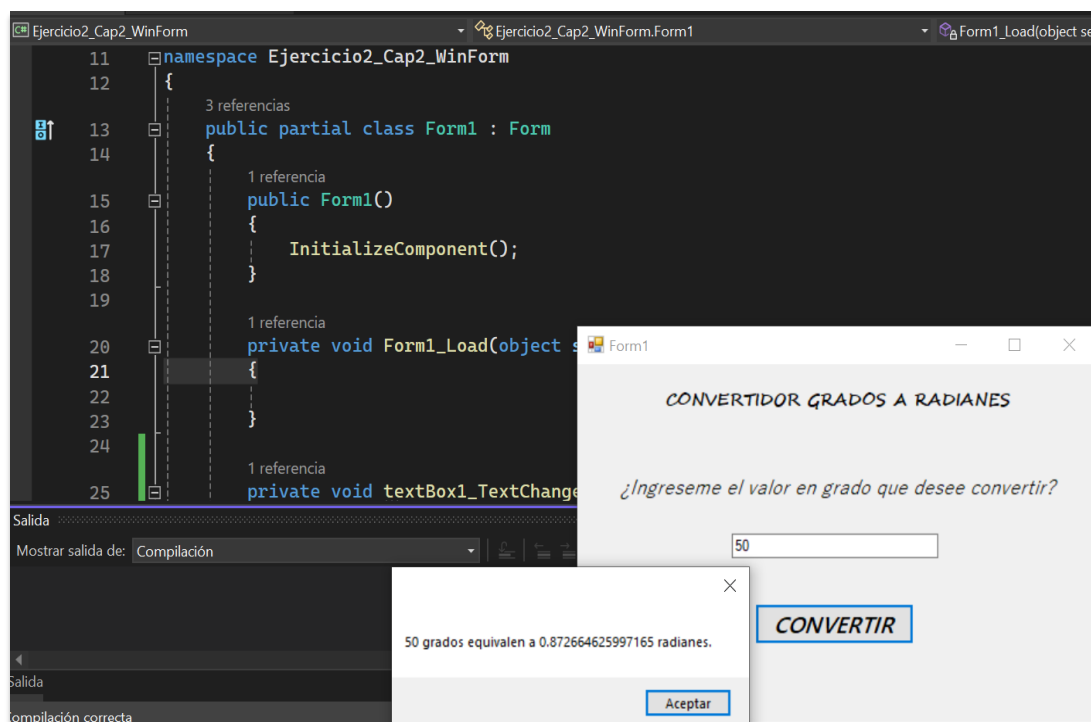 C# Ejercicio2_Cap2_WinForm Ejercicio2_Cap2_WinForm.Form1 Form1_Load(object se
11 namespace Ejercicio2_Cap2_WinForm
12 {
3 referencias
13 public partial class Form1 : Form
14 {
1 referencia
15 public Form1()
16 {
17 InitializeComponent();
18 }
19
1 referencia
20 private void Form1_Load(object s
21 {
22
23 }
24
1 referencia
25 private void textBox1_TextChange
Form1
CONVERTIDOR GRADOS A RADIANES
¿Ingreseme el valor en grado que desee convertir?
50
CONVERTIR
Salida
Mostrar salida de: Compilación
50 grados equivalen a 0.872664625997165 radianes.
Aceptar
Salida
ompilación correcta